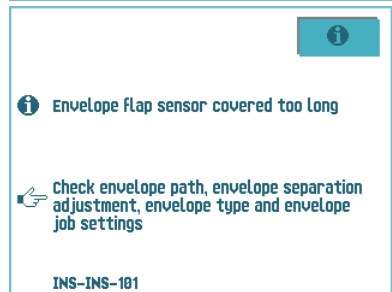 Envelope flap sensor covered too long
Check envelope path, envelope separation
adjustment, envelope type and envelope
job settings
INS-INS-101